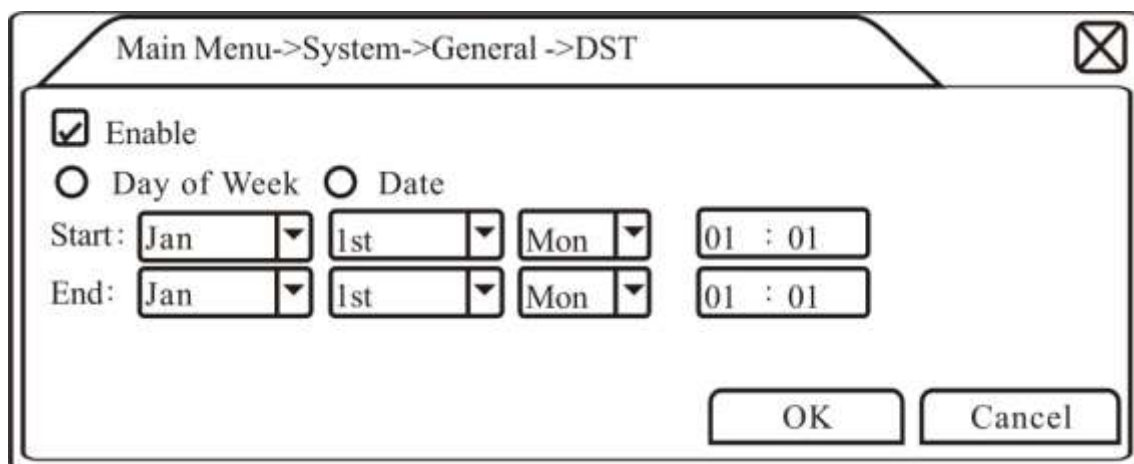 Main Menu->System->General ->DST
Enable
Day of Week Date
Start: Jan 1st Mon 01 : 01
End: Jan 1st Mon 01 : 01
OK Cancel